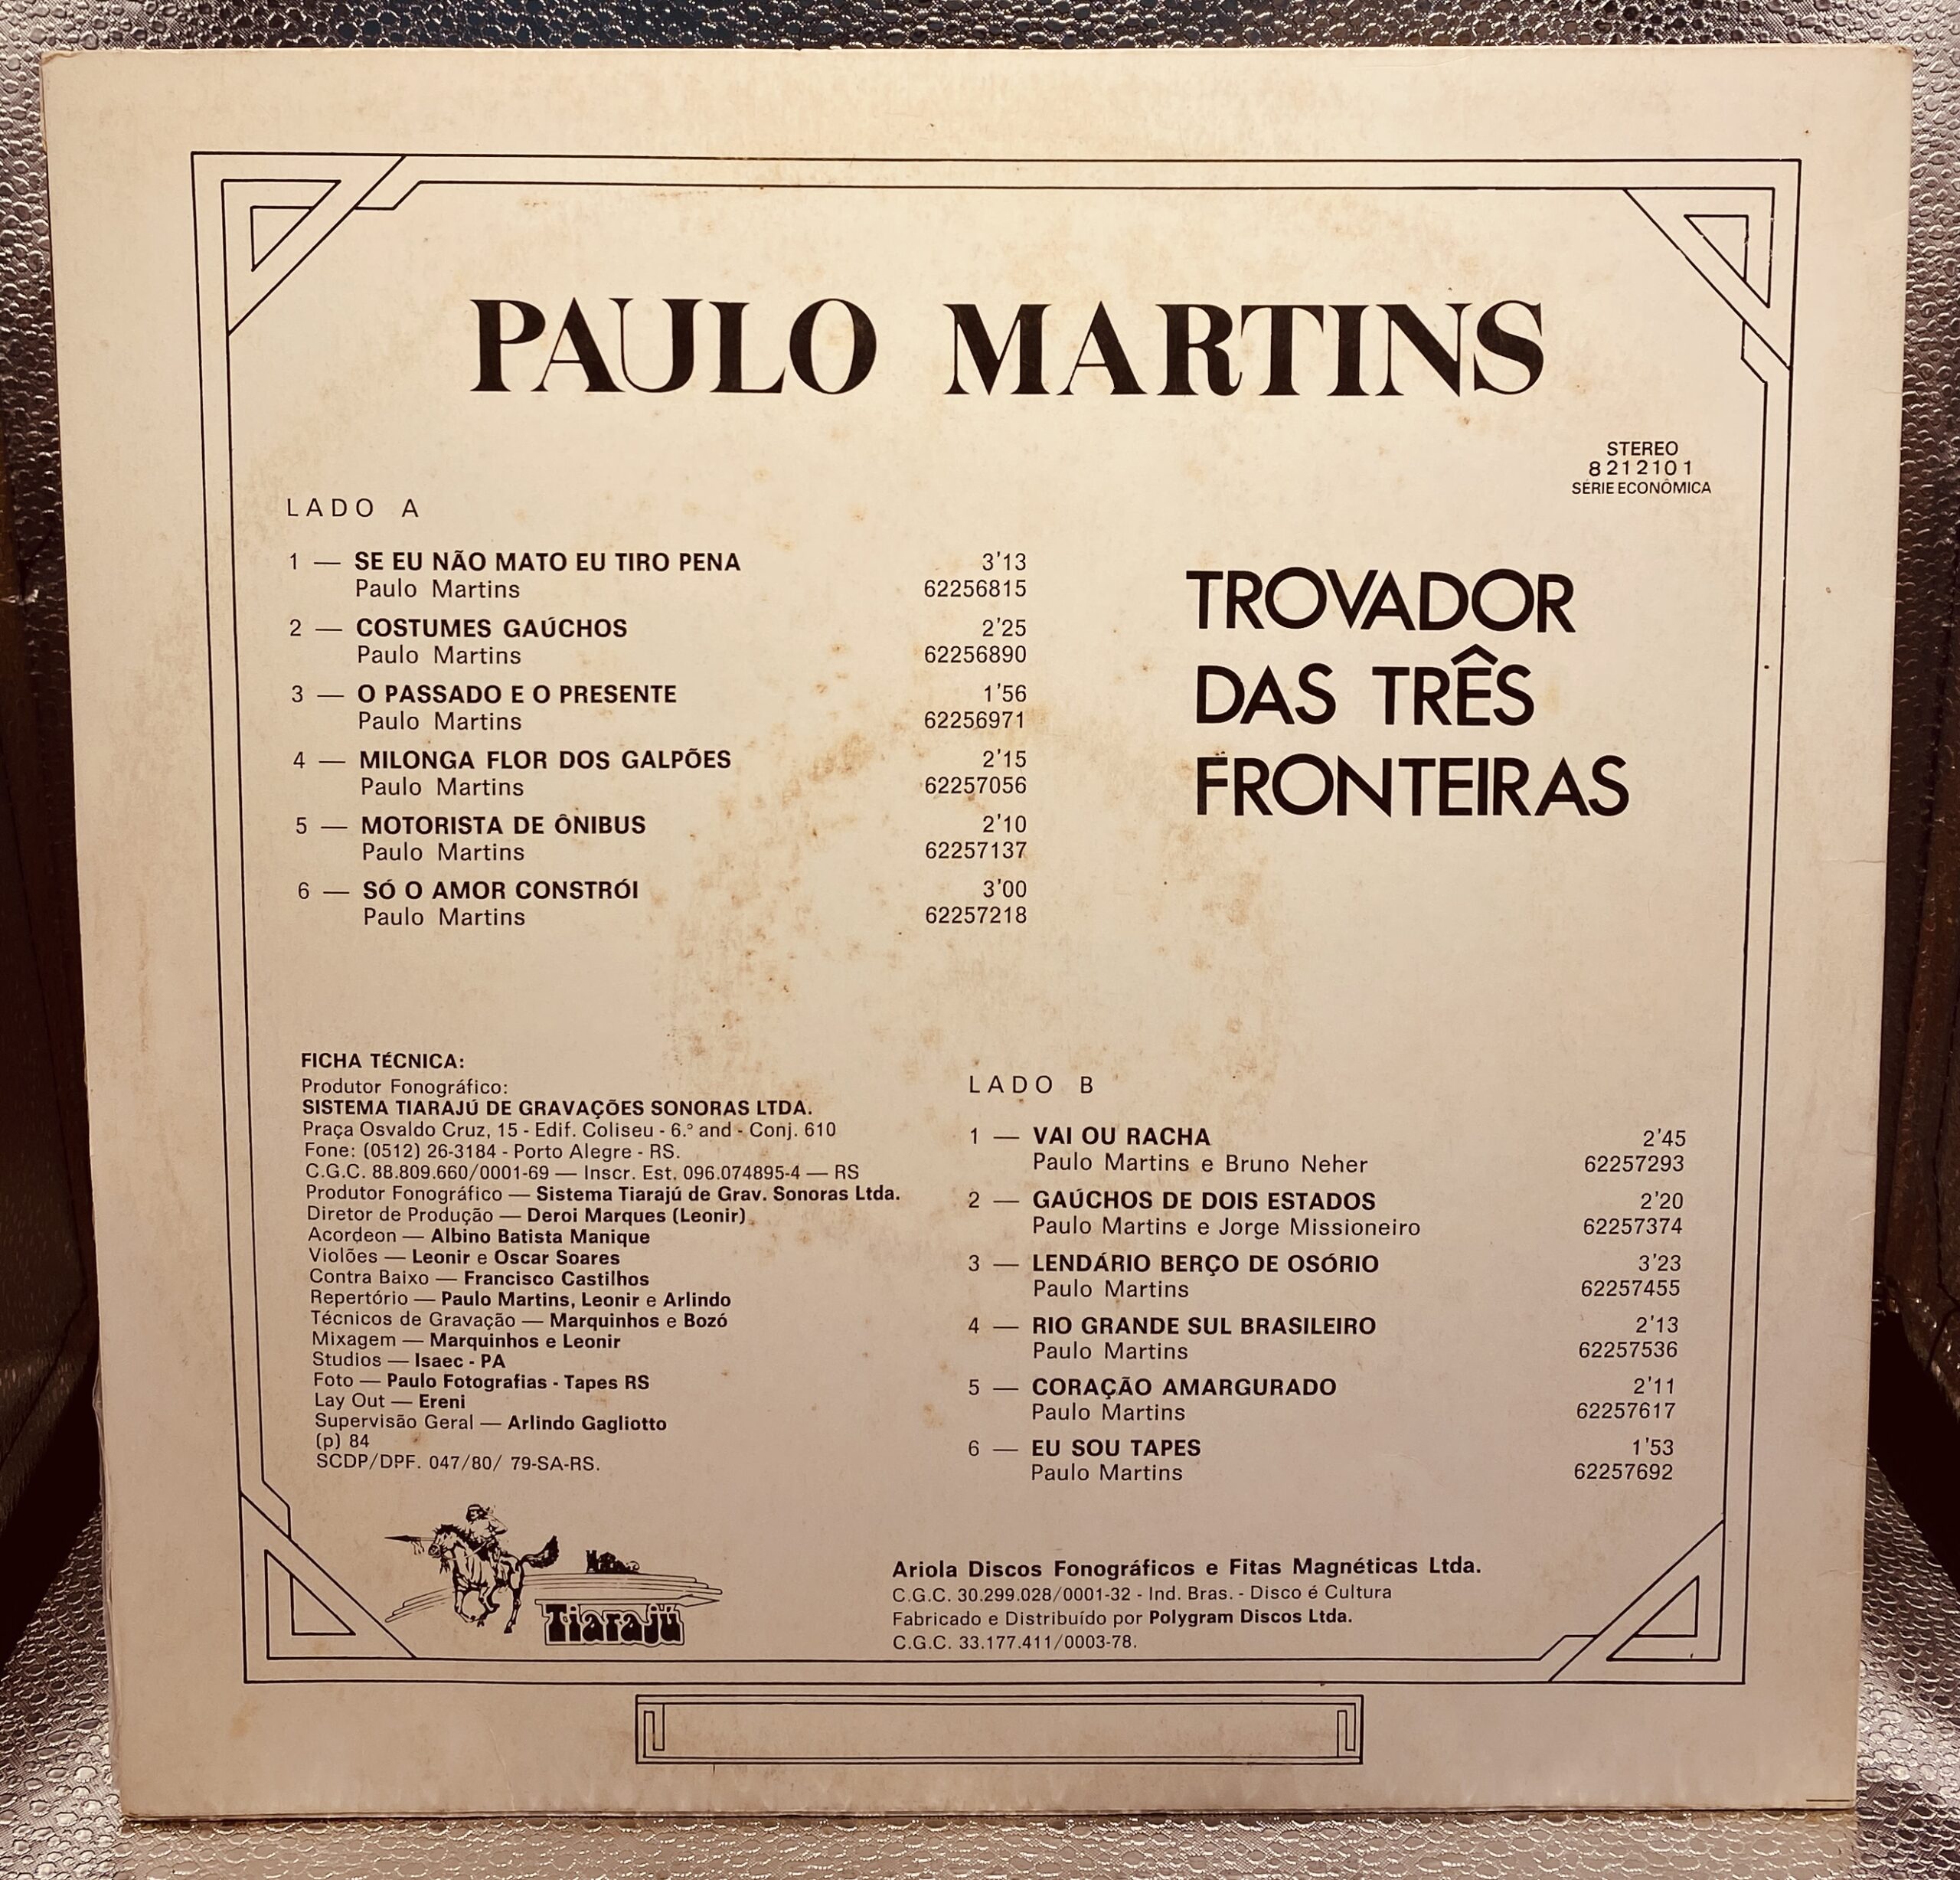 PAULO MARTINS
STEREO
8212101
SÉRIE ECONÔMICA
LADO A
1 — SE EU NÃO MATO EU TIRO PENA 3'13
Paulo Martins 62256815
2 — COSTUMES GAÚCHOS 2'25
Paulo Martins 62256890
3 — O PASSADO E O PRESENTE 1'56
Paulo Martins 62256971
4 — MILONGA FLOR DOS GALPÕES 2'15
Paulo Martins 62257056
5 — MOTORISTA DE ÔNIBUS 2'10
Paulo Martins 62257137
6 — SÓ O AMOR CONSTRÓI 3'00
Paulo Martins 62257218
TROVADOR
DAS TRÊS
FRONTEIRAS
FICHA TÉCNICA:
Produtor Fonográfico:
SISTEMA TIARAJÚ DE GRAVAÇÕES SONORAS LTDA.
Praça Osvaldo Cruz, 15 - Edif. Coliseu - 6.º and - Conj. 610
Fone: (0512) 26-3184 - Porto Alegre - RS.
C.G.C. 88.809.660/0001-69 — Inscr. Est. 096.074895-4 — RS
Produtor Fonográfico — Sistema Tiarajú de Grav. Sonoras Ltda.
Diretor de Produção — Deroi Marques (Leonir).
Acordeon — Albino Batista Manique
Violões — Leonir e Oscar Soares
Contra Baixo — Francisco Castilhos
Repertório — Paulo Martins, Leonir e Arlindo
Técnicos de Gravação — Marquinhos e Bozó
Mixagem — Marquinhos e Leonir
Studios — Isaec - PA
Foto — Paulo Fotografias - Tapes RS
Lay Out — Ereni
Supervisão Geral — Arlindo Gagliotto
(p) 84
SCDP/DPF. 047/80/ 79-SA-RS.
LADO B
1 — VAI OU RACHA 2'45
Paulo Martins e Bruno Neher 62257293
2 — GAÚCHOS DE DOIS ESTADOS 2'20
Paulo Martins e Jorge Missioneiro 62257374
3 — LENDÁRIO BERÇO DE OSÓRIO 3'23
Paulo Martins 62257455
4 — RIO GRANDE SUL BRASILEIRO 2'13
Paulo Martins 62257536
5 — CORAÇÃO AMARGURADO 2'11
Paulo Martins 62257617
6 — EU SOU TAPES 1'53
Paulo Martins 62257692
Tiarajú
Ariola Discos Fonográficos e Fitas Magnéticas Ltda.
C.G.C. 30.299.028/0001-32 - Ind. Bras. - Disco é Cultura
Fabricado e Distribuído por Polygram Discos Ltda.
C.G.C. 33.177.411/0003-78.